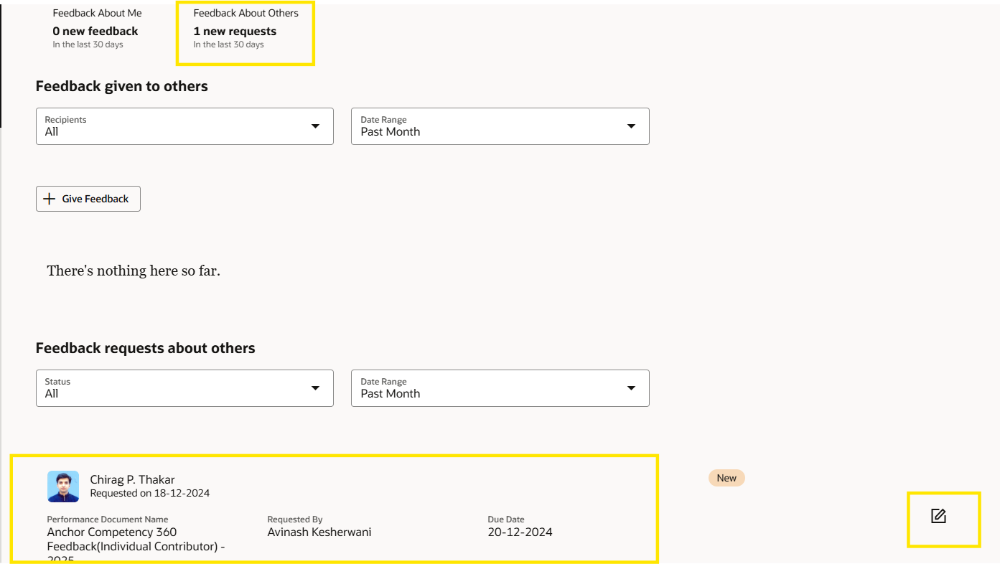 Feedback About Me
0 new feedback
In the last 30 days
Feedback About Others
1 new requests
In the last 30 days
Feedback given to others
Recipients
All
Date Range
Past Month
Give Feedback
There's nothing here so far.
Feedback requests about others
Status
All
Date Range
Past Month
Chirag P. Thakar
Requested on 18-12-2024
New
Performance Document Name
Anchor Competency 360
Feedback(Individual Contributor) -
2025
Requested By
Avinash Kesherwani
Due Date
20-12-2024